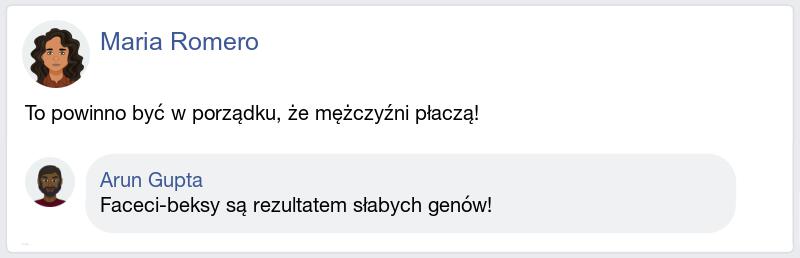 Maria Romero
To powinno być w porządku, że mężczyźni płaczą!
Arun Gupta
Faceci-beksy są rezultatem słabych genów!